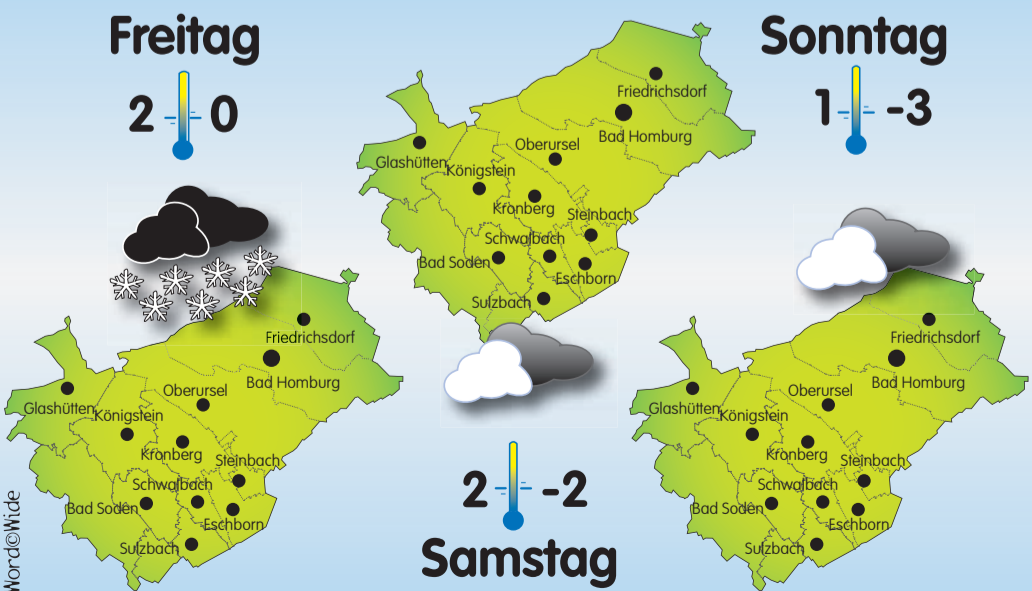 Freitag
2 0
Friedrichsdorf
Bad Homburg
Oberursel
Glashütten
Königstein
Kronberg
Steinbach
Schwalbach
Bad Soden
Eschborn
Sulzbach
Friedrichsdorf
Bad Homburg
Oberursel
Glashütten
Königstein
Kronberg
Steinbach
Schwalbach
Bad Soden
Eschborn
Sulzbach
2 -2
Samstag
Sonntag
1 -3
Friedrichsdorf
Bad Homburg
Oberursel
Glashütten
Königstein
Kronberg
Steinbach
Schwalbach
Bad Soden
Eschborn
Sulzbach
Word©Wide